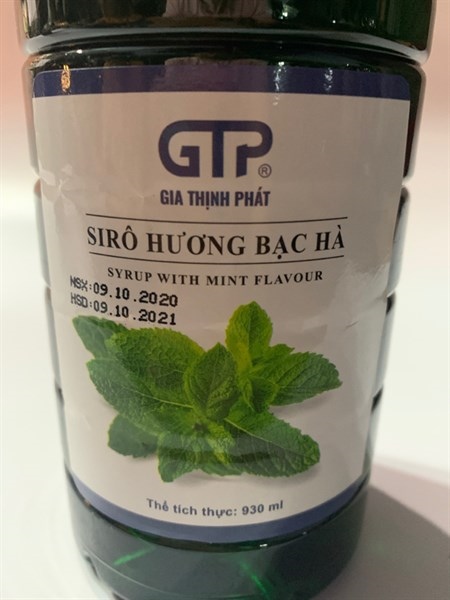 GTP®
GIA THỊNH PHÁT
SIRÔ HƯƠNG BẠC HÀ
SYRUP WITH MINT FLAVOUR
NSX:09.10.2020
HSD:09.10.2021
Thể tích thực: 930 ml